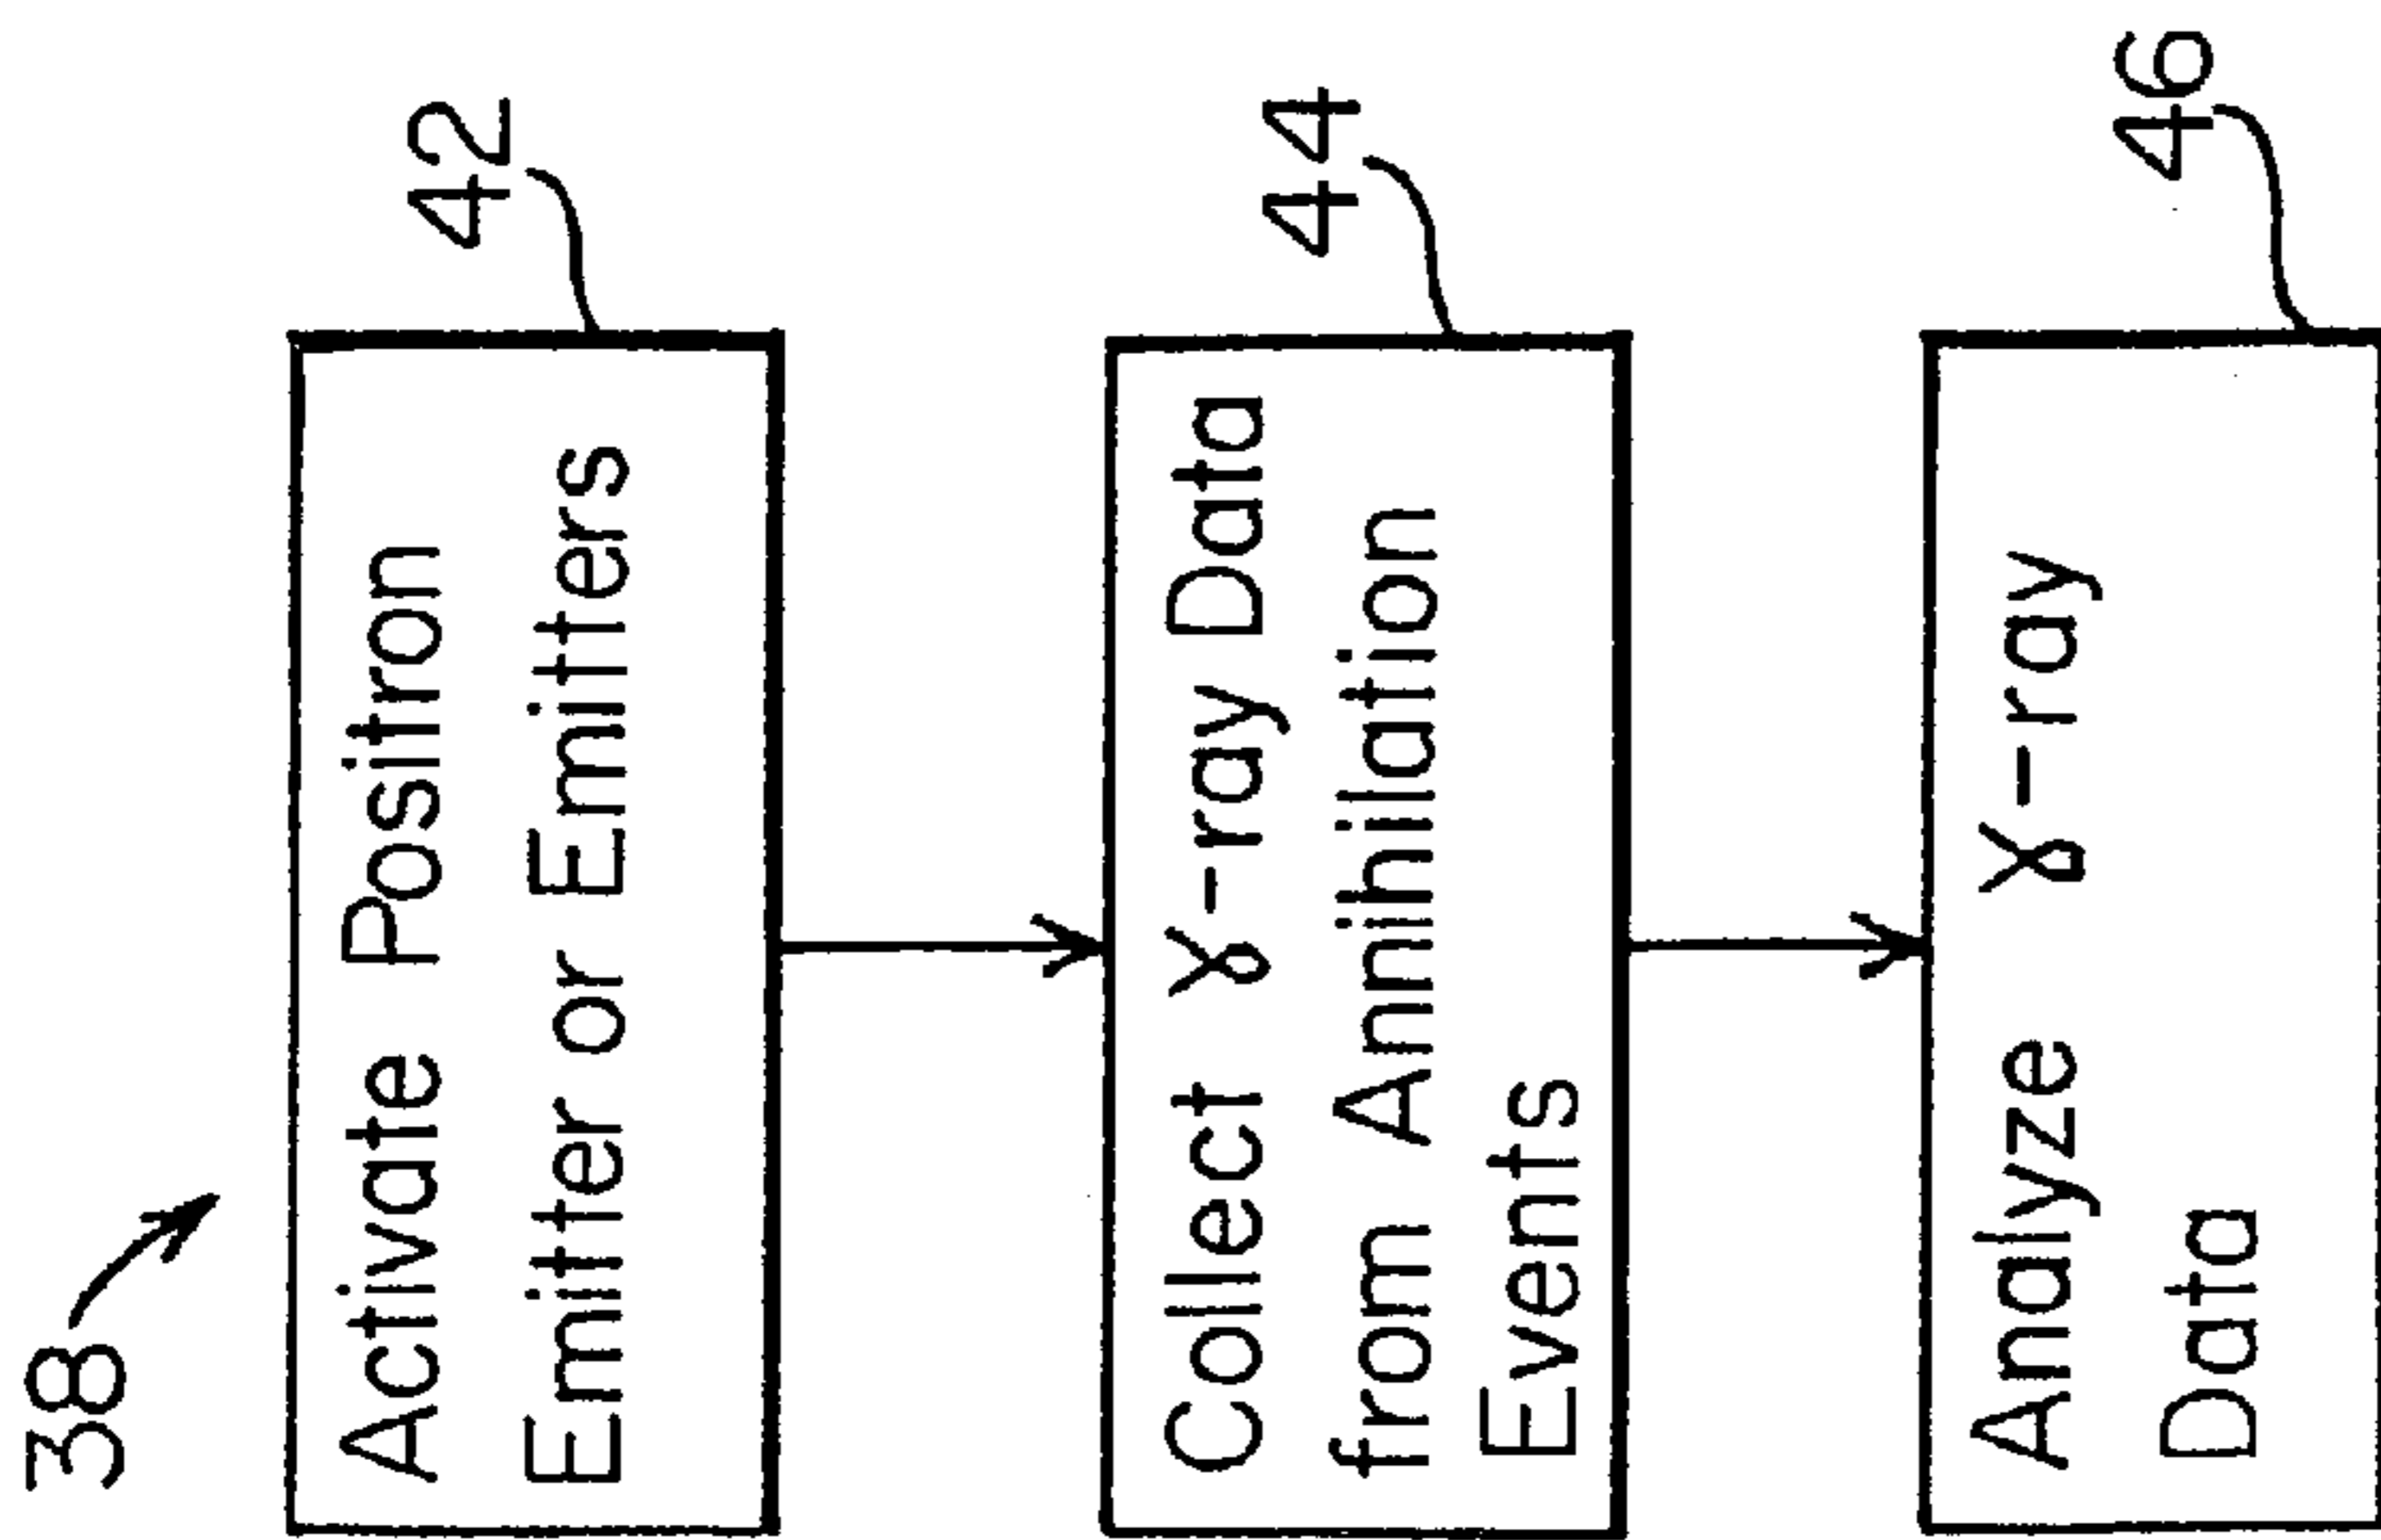 38
Activate Positron
Emitter or Emitters
42
Collect γ-ray Data
from Annihilation
Events
44
Analyze γ-ray
Data
46